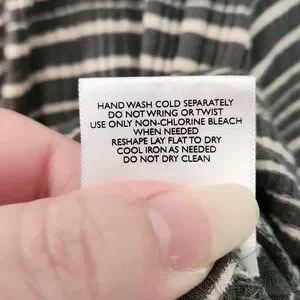 HAND WASH COLD SEPARATELY
DO NOT WRING OR TWIST
USE ONLY NON-CHLORINE BLEACH
WHEN NEEDED
RESHAPE LAY FLAT TO DRY
COOL IRON AS NEEDED
DO NOT DRY CLEAN